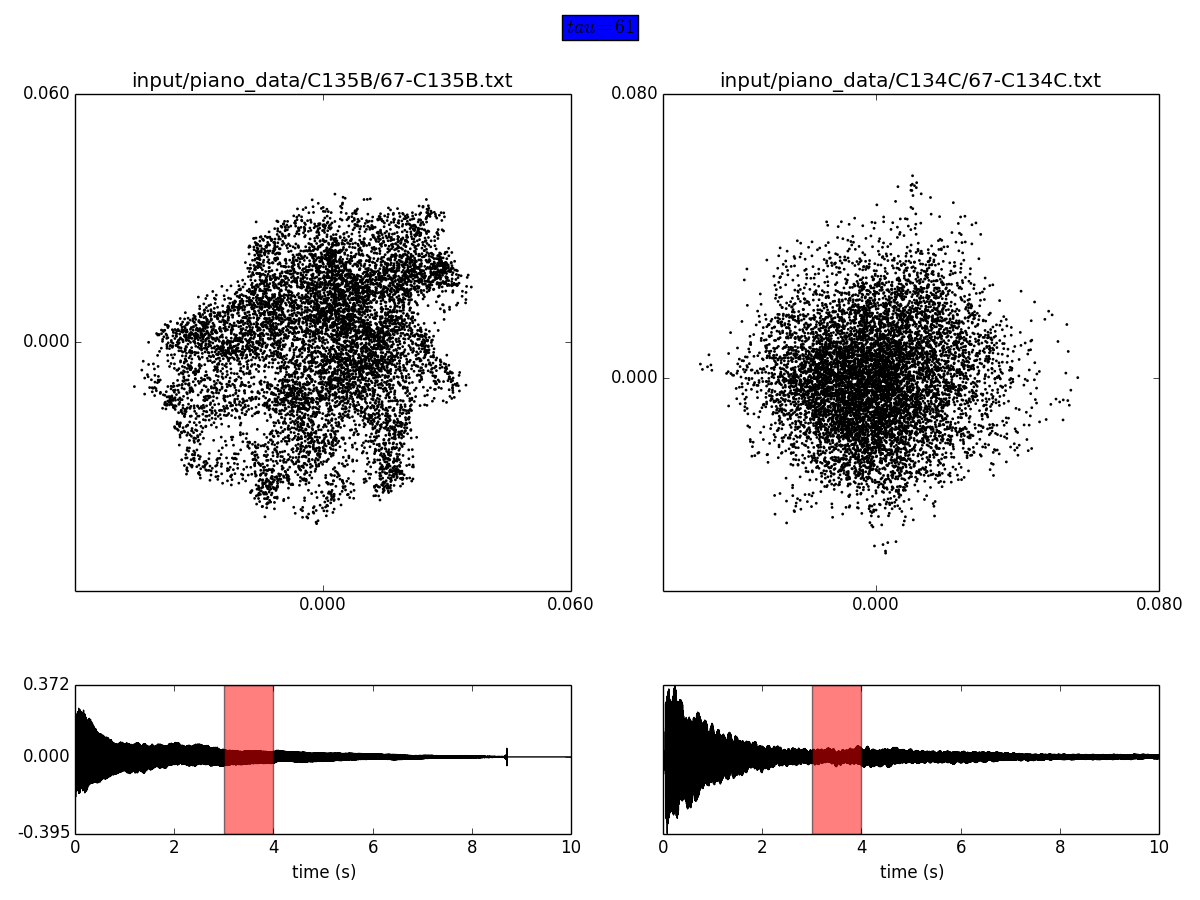 tau = 61
input/piano_data/C135B/67-C135B.txt
input/piano_data/C134C/67-C134C.txt
0.060
0.000
0.000
0.060
0.080
0.000
0.000
0.080
0.372
0.000
-0.395
0 2 4 6 8 10
time (s)
0 2 4 6 8 10
time (s)